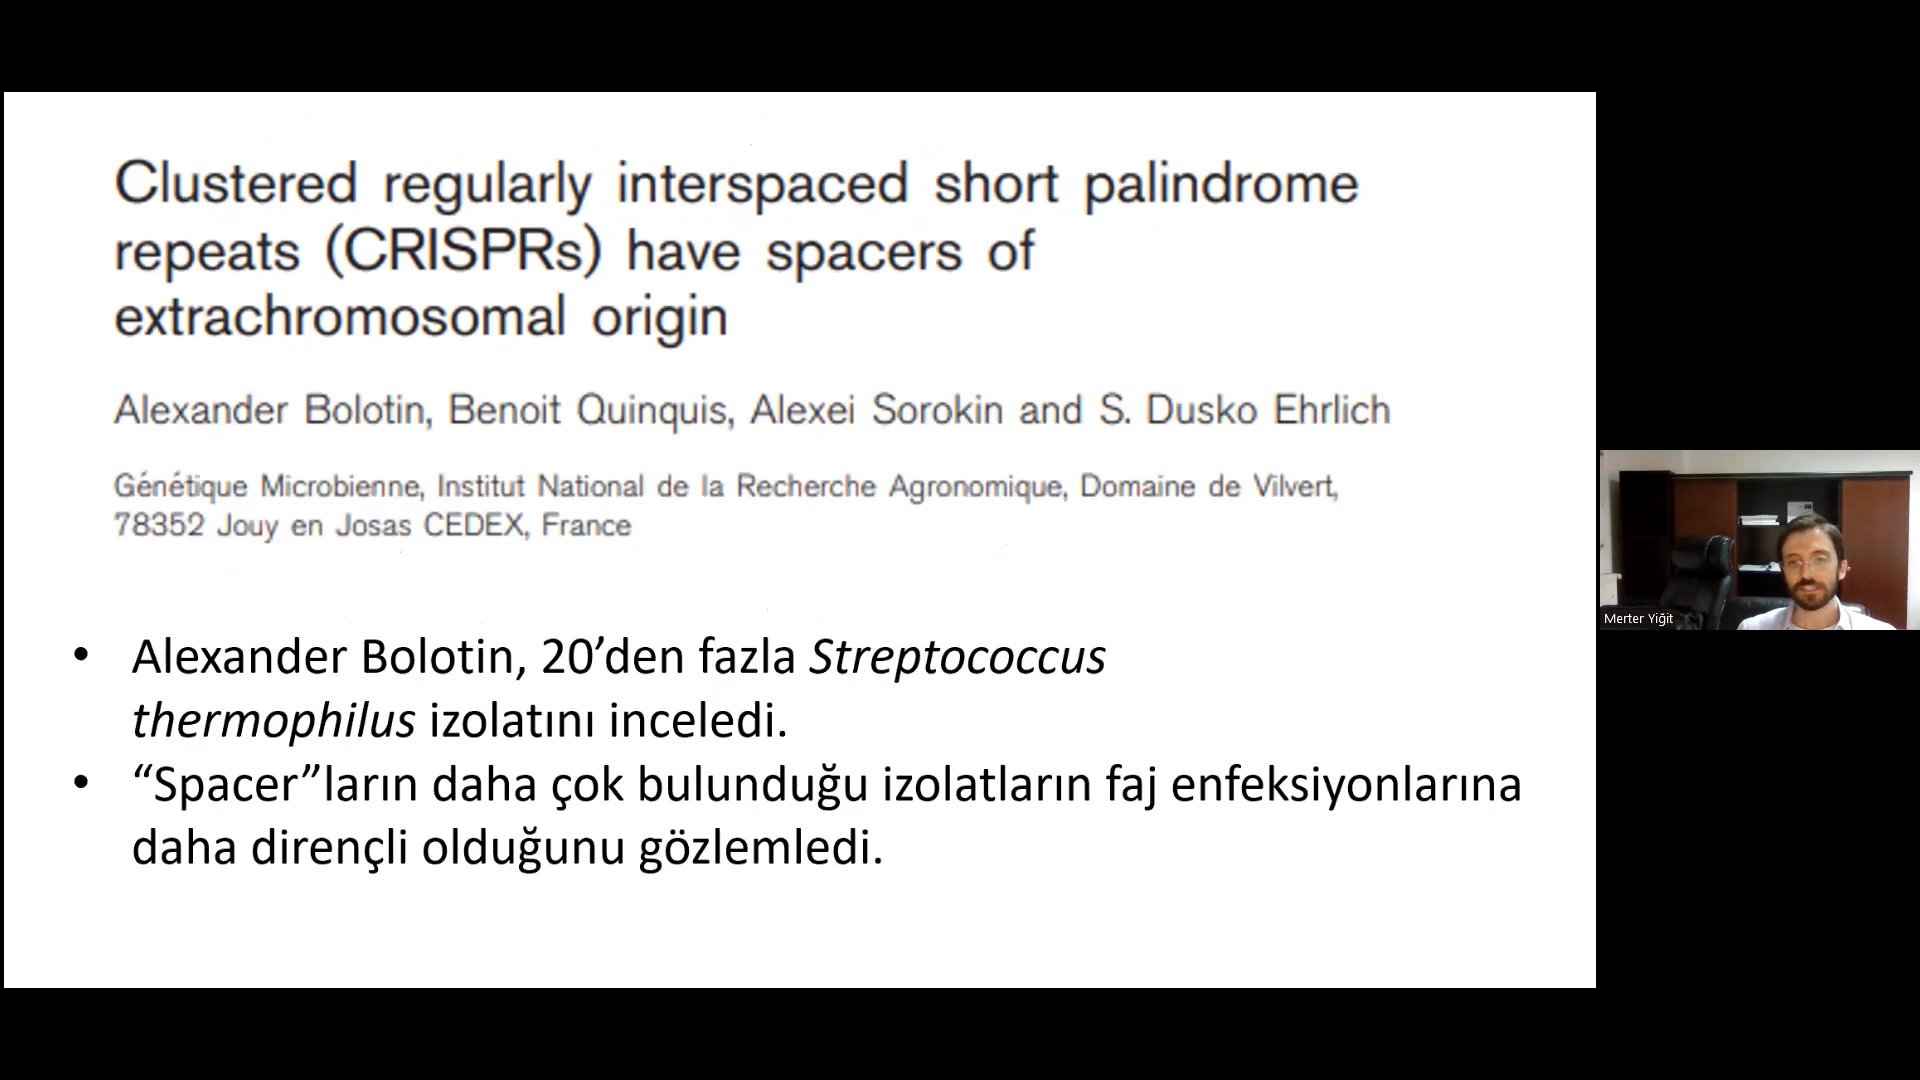 Clustered regularly interspaced short palindrome
repeats (CRISPRs) have spacers of
extrachromosomal origin
Alexander Bolotin, Benoit Quinquis, Alexei Sorokin and S. Dusko Ehrlich
Génétique Microbienne, Institut National de la Recherche Agronomique, Domaine de Vilvert,
78352 Jouy en Josas CEDEX, France
• Alexander Bolotin, 20’den fazla Streptococcus
thermophilus izolatını inceledi.
• “Spacer”ların daha çok bulunduğu izolatların faj enfeksiyonlarına
daha dirençli olduğunu gözlemledi.
Merter Yiğit